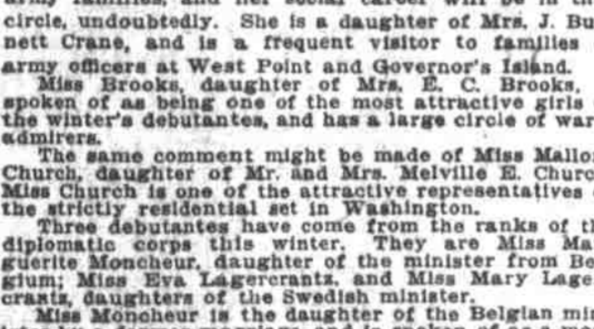 circle, undoubtedly. She is a daughter of Mrs. J. Bu
nett Crane, and is a frequent visitor to families
army officers at West Point and Governor's Island.
Miss Brooks, daughter of Mrs. E. C. Brooks,
spoken of as being one of the most attractive girls
the winter's debutantes, and has a large circle of war
admirers.
The same comment might be made of Miss Mallo
Church, daughter of Mr. and Mrs. Melville E. Churc
Miss Church is one of the attractive representatives
the strictly residential set in Washington.
Three debutantes have come from the ranks of th
diplomatic corps this winter. They are Miss Ma
guerite Moncheur, daughter of the minister from Be
gium; Miss Eva Lagercrantz, and Miss Mary Lage
crants, daughters of the Swedish minister.
Miss Moncheur is the daughter of the Belgian min